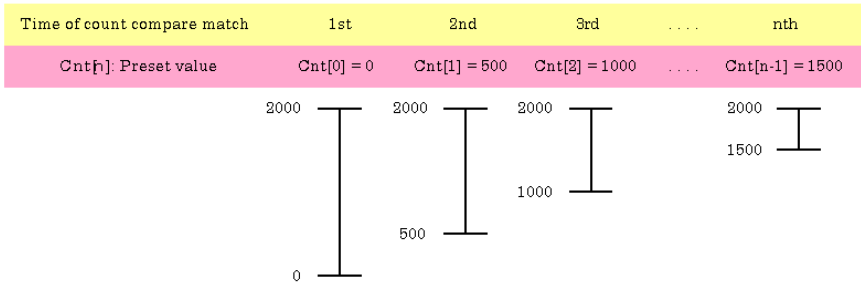 Time of count compare match 1st 2nd 3rd .... nth
Cnt[n]: Preset value Cnt[0] = 0 Cnt[1] = 500 Cnt[2] = 1000 .... Cnt[n-1] = 1500
2000 2000 2000 2000
1500
1000
500
0